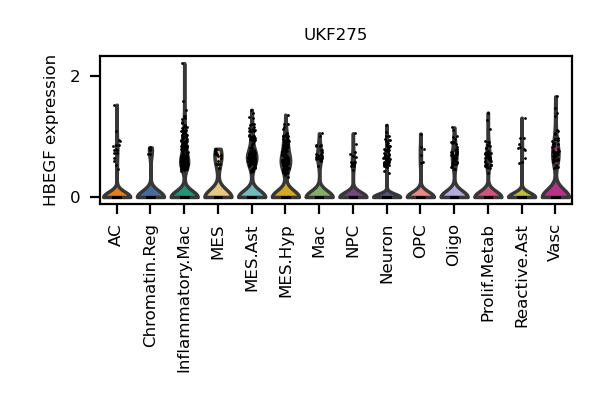 UKF275
HBEGF expression
2
0
AC
Chromatin.Reg
Inflammatory.Mac
MES
MES.Ast
MES.Hyp
Mac
NPC
Neuron
OPC
Oligo
Prolif.Metab
Reactive.Ast
Vasc